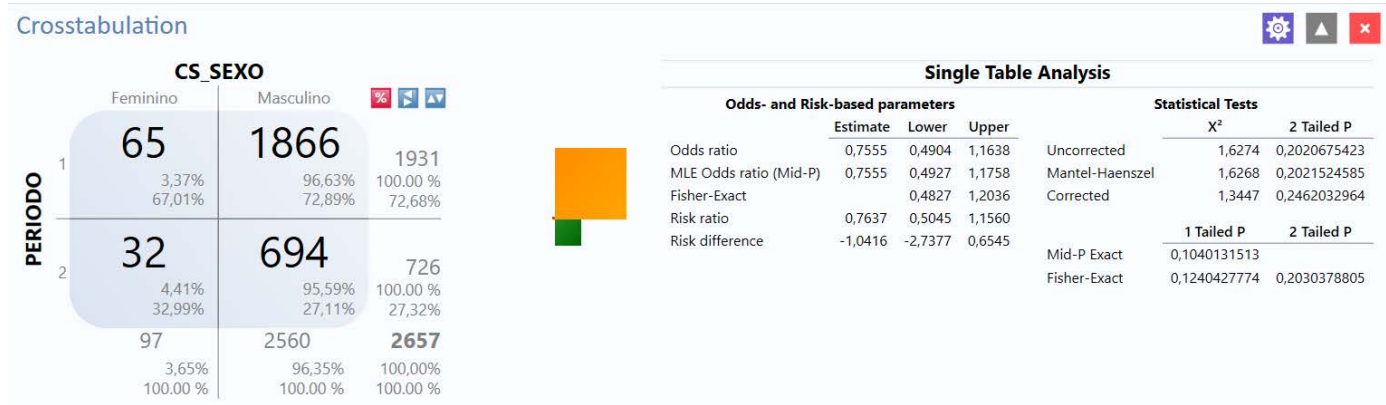 Crosstabulation
CS_SEXO
Feminino Masculino %
PERIODO
1 65 1866 1931
3,37% 96,63% 100.00 %
67,01% 72,89% 72,68%
2 32 694 726
4,41% 95,59% 100.00 %
32,99% 27,11% 27,32%
97 2560 2657
3,65% 96,35% 100,00%
100.00 % 100.00 % 100.00 %
Single Table Analysis
Odds- and Risk-based parameters
Estimate Lower Upper
Odds ratio 0,7555 0,4904 1,1638
MLE Odds ratio (Mid-P) 0,7555 0,4927 1,1758
Fisher-Exact 0,4827 1,2036
Risk ratio 0,7637 0,5045 1,1560
Risk difference -1,0416 -2,7377 0,6545
Statistical Tests
X² 2 Tailed P
Uncorrected 1,6274 0,2020675423
Mantel-Haenszel 1,6268 0,2021524585
Corrected 1,3447 0,2462032964
1 Tailed P 2 Tailed P
Mid-P Exact 0,1040131513
Fisher-Exact 0,1240427774 0,2030378805